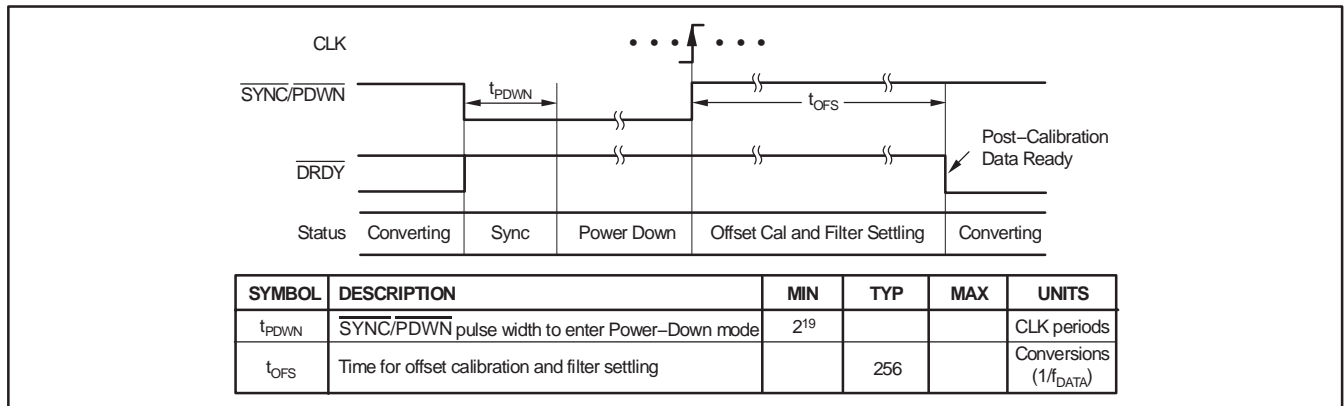 CLK
SYNC/PDWN
tPDWN
tOFS
Post–Calibration
Data Ready
DRDY
Status Converting Sync Power Down Offset Cal and Filter Settling Converting
SYMBOL DESCRIPTION MIN TYP MAX UNITS
tPDWN SYNC/PDWN pulse width to enter Power–Down mode 2¹⁹ CLK periods
tOFS Time for offset calibration and filter settling 256 Conversions
(1/fDATA)